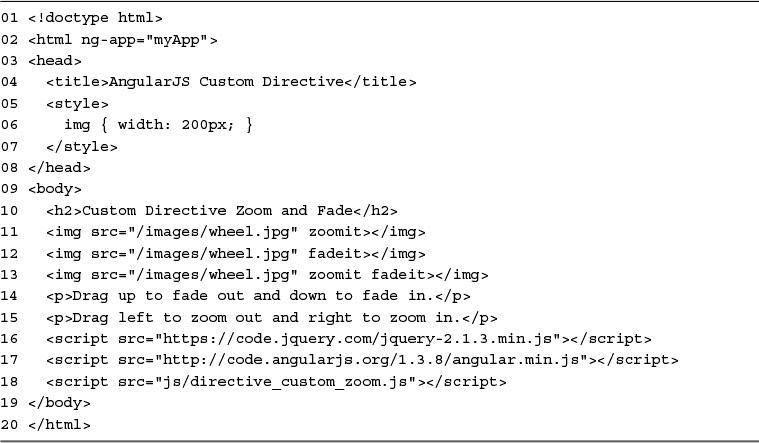 01 <!doctype html>
02 <html ng-app="myApp">
03 <head>
04   <title>AngularJS Custom Directive</title>
05   <style>
06     img { width: 200px; }
07   </style>
08 </head>
09 <body>
10   <h2>Custom Directive Zoom and Fade</h2>
11   <img src="/images/wheel.jpg" zoomit></img>
12   <img src="/images/wheel.jpg" fadeit></img>
13   <img src="/images/wheel.jpg" zoomit fadeit></img>
14   <p>Drag up to fade out and down to fade in.</p>
15   <p>Drag left to zoom out and right to zoom in.</p>
16   <script src="https://code.jquery.com/jquery-2.1.3.min.js"></script>
17   <script src="http://code.angularjs.org/1.3.8/angular.min.js"></script>
18   <script src="js/directive_custom_zoom.js"></script>
19 </body>
20 </html>